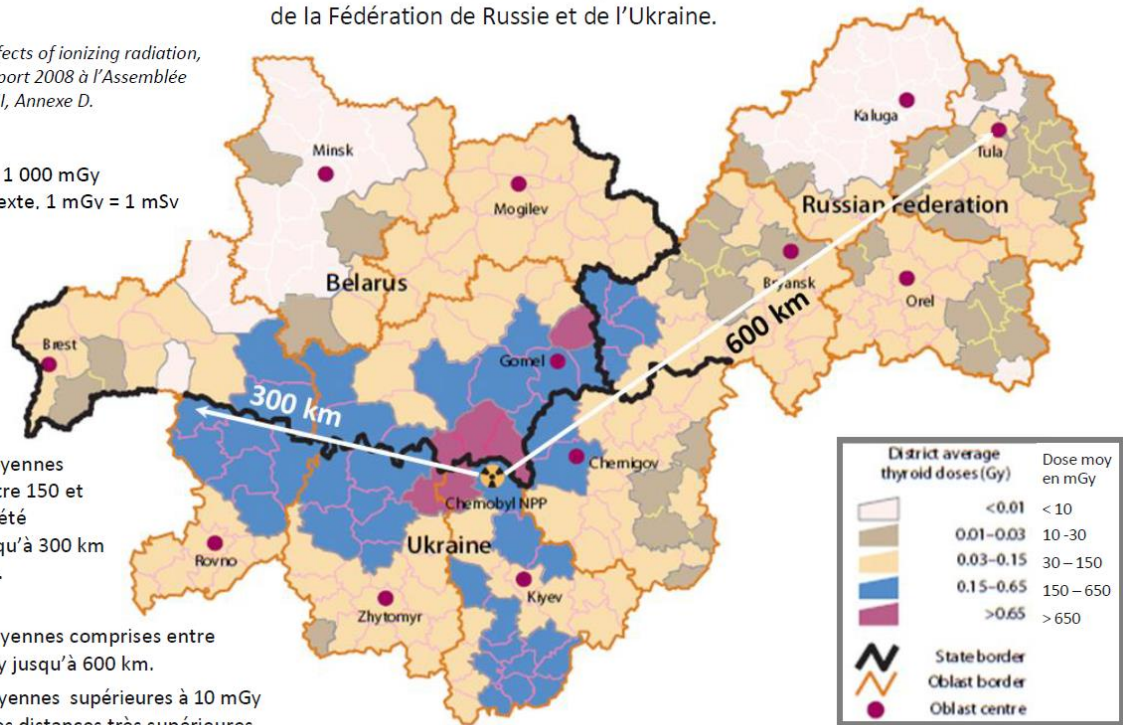 de la Fédération de Russie et de l'Ukraine.
fects of ionizing radiation,
port 2008 à l'Assemblée
l, Annexe D.
1 000 mGy
exte, 1 mGy = 1 mSv
Kaluga
Tula
Minsk
Mogilev
Russian Federation
Belarus
Bryansk
Orel
600 km
Brest
Gomel
300 km
Chernigov
Chernobyl NPP
yennes
tre 150 et
été
qu'à 300 km
.
Ukraine
Rovno
Kiyev
Zhytomyr
yennes comprises entre
y jusqu'à 600 km.
yennes supérieures à 10 mGy
es distances très supérieures
District average
thyroid doses (Gy)
Dose moy
en mGy
<0.01 < 10
0.01–0.03 10 -30
0.03–0.15 30 – 150
0.15–0.65 150 – 650
>0.65 > 650
State border
Oblast border
Oblast centre